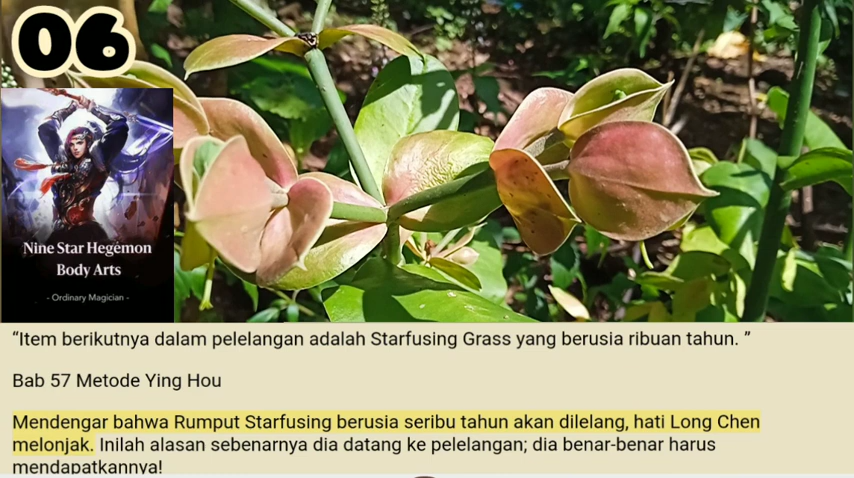 06
Nine Star Hegemon
Body Arts
- Ordinary Magician -
“Item berikutnya dalam pelelangan adalah Starfusing Grass yang berusia ribuan tahun. ”
Bab 57 Metode Ying Hou
Mendengar bahwa Rumput Starfusing berusia seribu tahun akan dilelang, hati Long Chen
melonjak. Inilah alasan sebenarnya dia datang ke pelelangan; dia benar-benar harus
mendapatkannya!